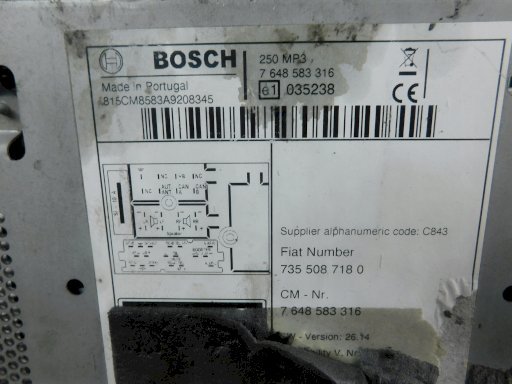 BOSCH
250 MP3
7 648 583 316
Made in Portugal
815CM8583A9208345
e1 035238
CE
Supplier alphanumeric code: C843
Fiat Number
735 508 718 0
CM - Nr.
7 648 583 316
- Version: 26.14